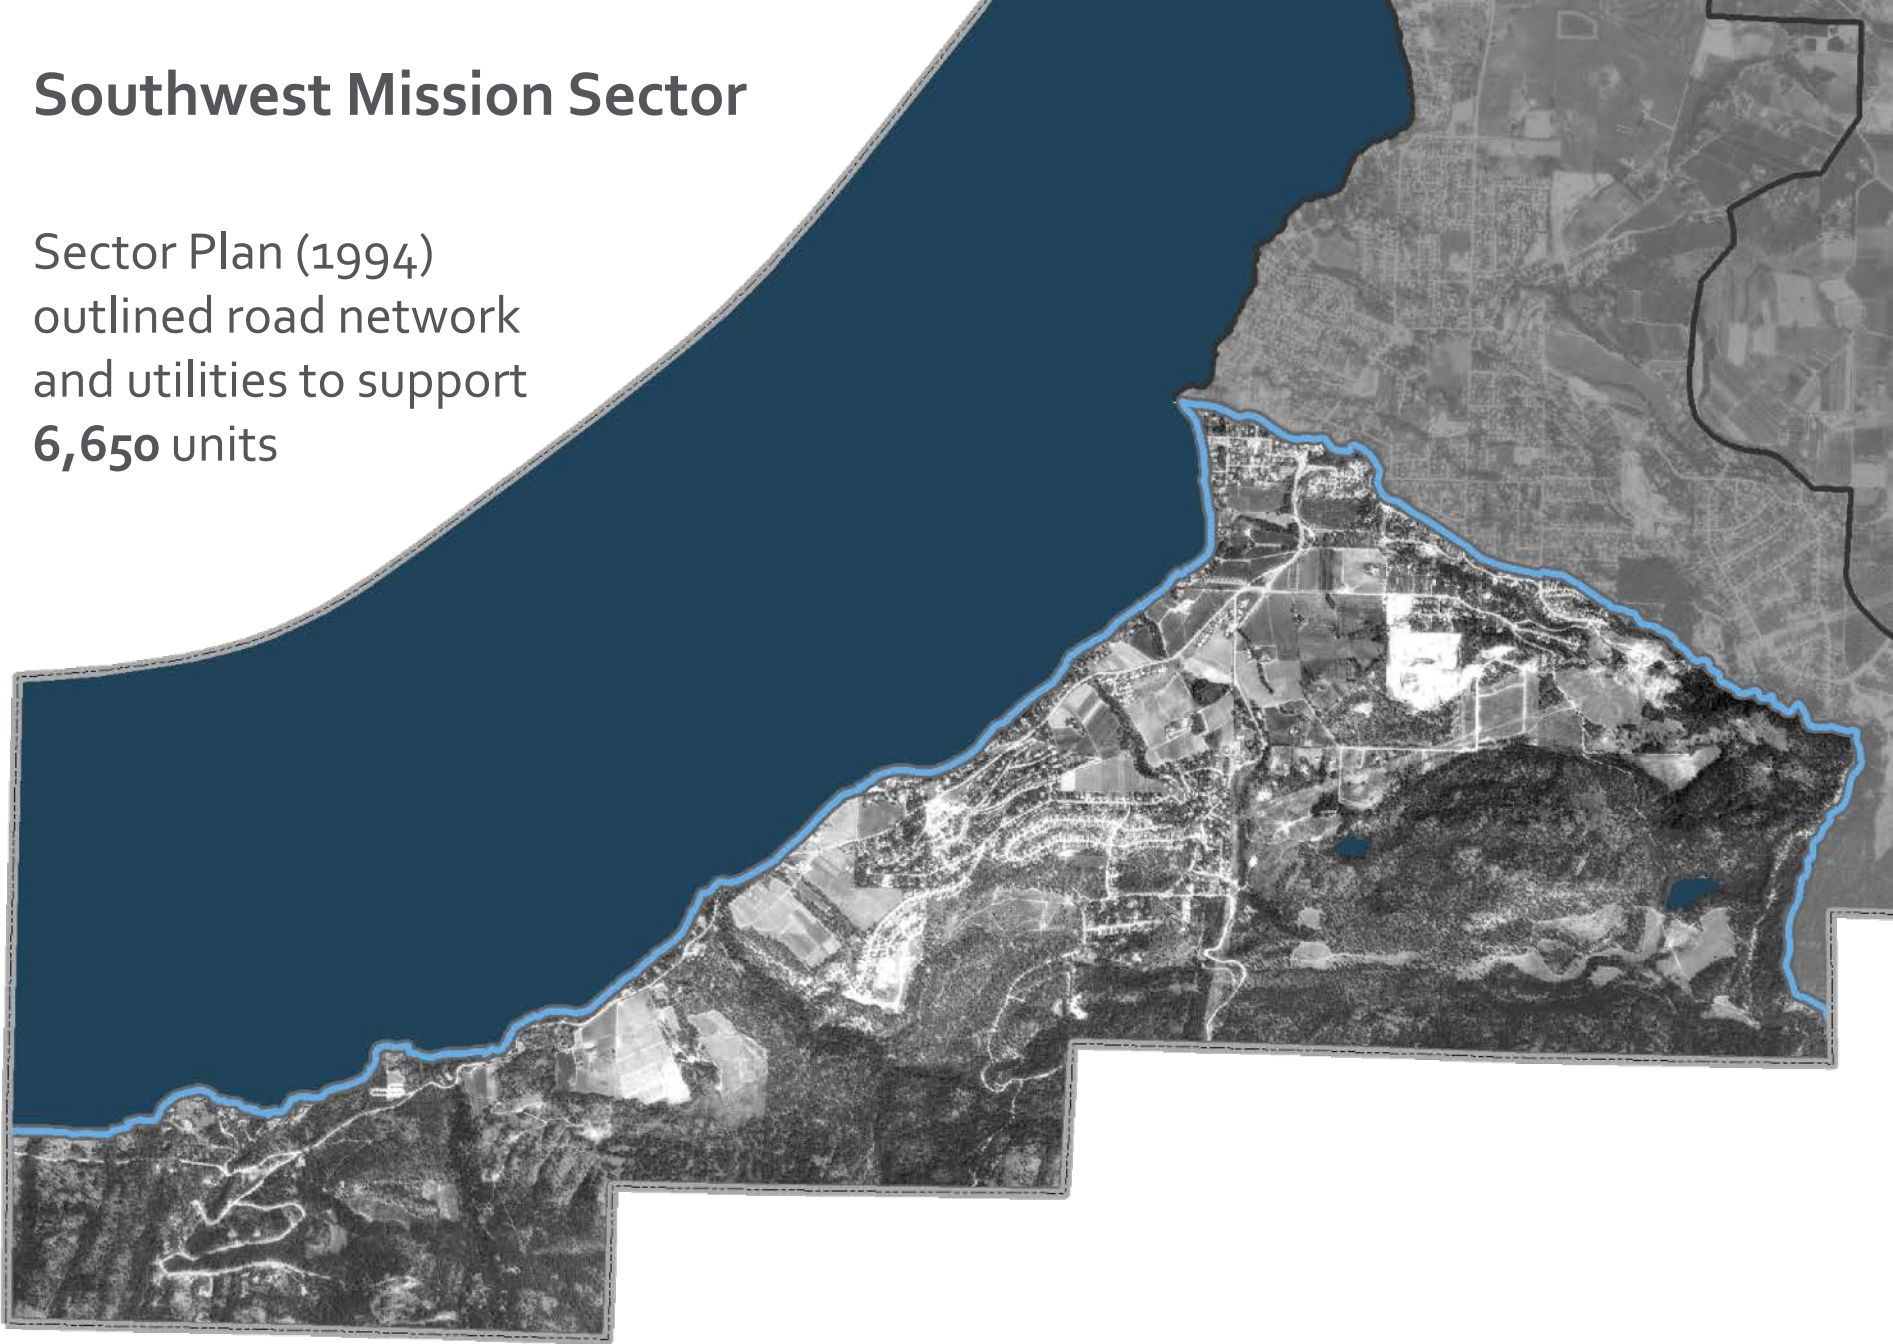 Southwest Mission Sector
Sector Plan (1994)
outlined road network
and utilities to support
6,650 units